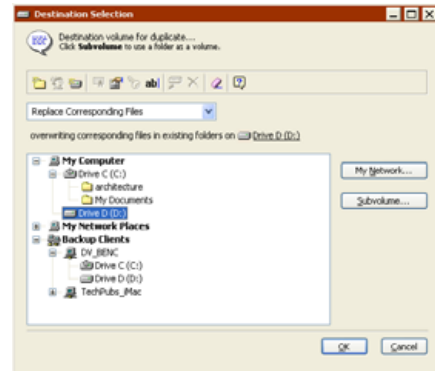 Destination Selection
Destination volume for duplicate...
Click Subvolume to use a folder as a volume.
ab|
Replace Corresponding Files
overwriting corresponding files in existing folders on Drive D (D:)
My Computer
Drive C (C:)
architecture
My Documents
Drive D (D:)
My Network Places
Backup Clients
DV_BENC
Drive C (C:)
Drive D (D:)
TechPubs_iMac
My Network...
Subvolume...
OK
Cancel